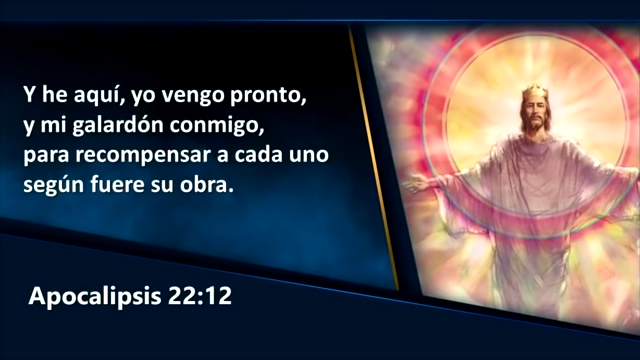 Y he aquí, yo vengo pronto,
y mi galardón conmigo,
para recompensar a cada uno
según fuere su obra.
Apocalipsis 22:12